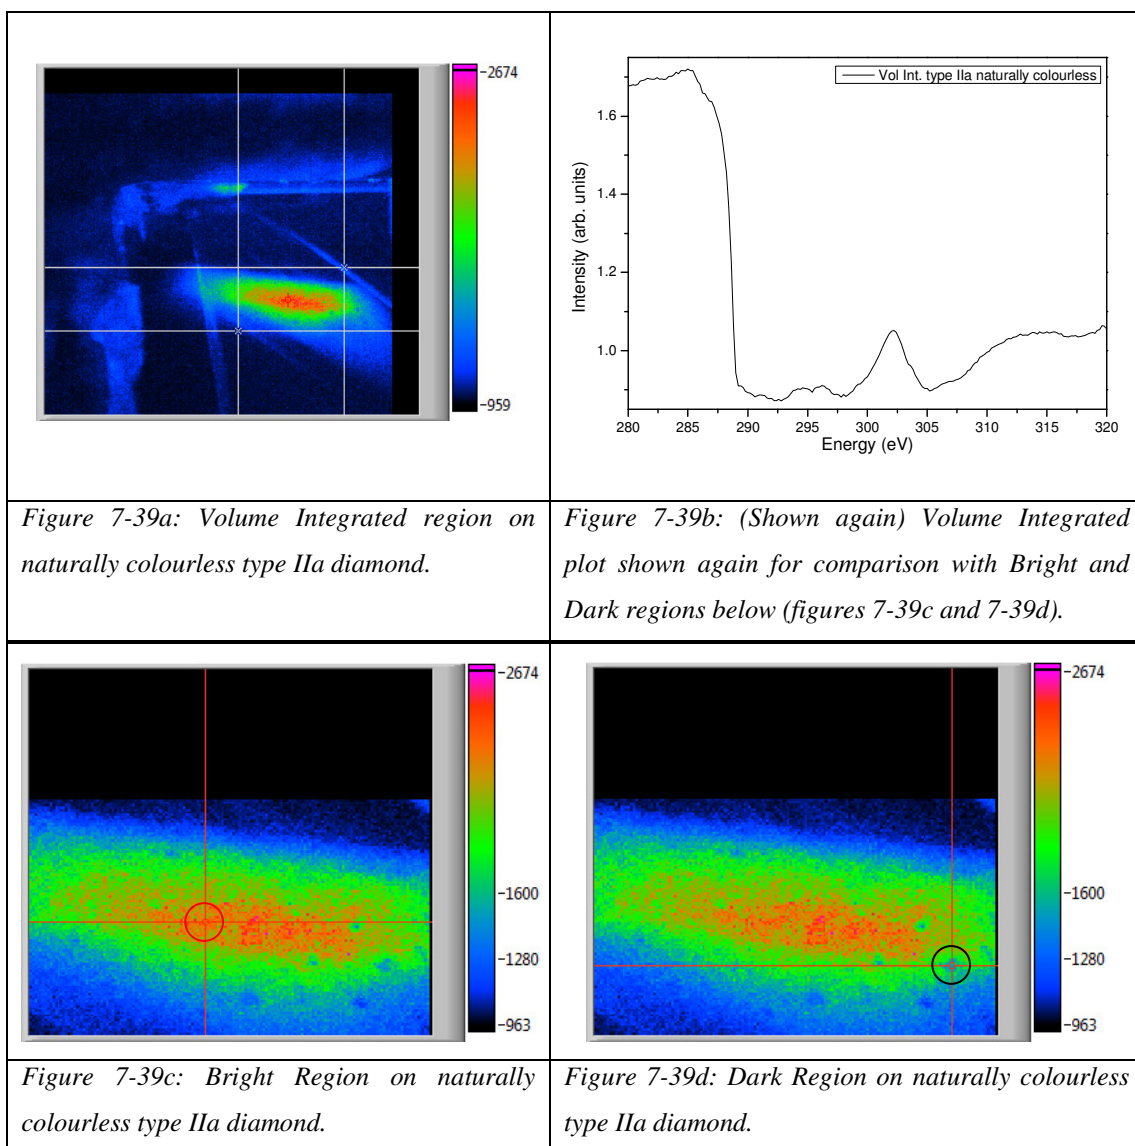 2674
959
Vol Int. type IIa naturally colourless
1.6
1.4
1.2
1.0
Intensity (arb. units)
280 285 290 295 300 305 310 315 320
Energy (eV)
Figure 7-39a: Volume Integrated region on
naturally colourless type IIa diamond.
Figure 7-39b: (Shown again) Volume Integrated
plot shown again for comparison with Bright and
Dark regions below (figures 7-39c and 7-39d).
2674
1600
1280
963
2674
1600
1280
963
Figure 7-39c: Bright Region on naturally
colourless type IIa diamond.
Figure 7-39d: Dark Region on naturally colourless
type IIa diamond.